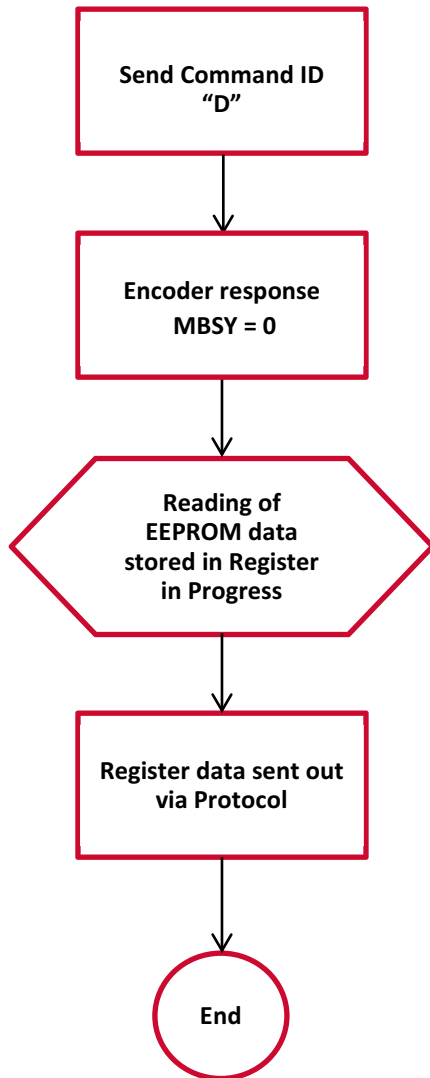 Send Command ID
“D”
Encoder response
MBSY = 0
Reading of
EEPROM data
stored in Register
in Progress
Register data sent out
via Protocol
End